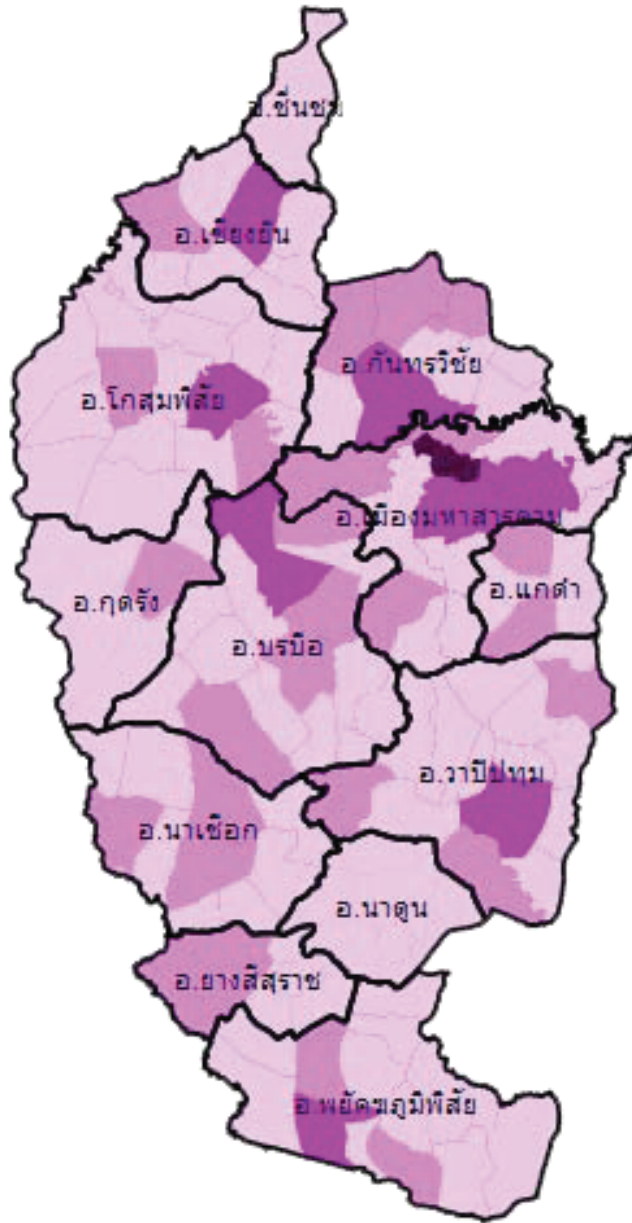 อ.ชื่นชม
อ.เชียงยืน
อ.กันทรวิชัย
อ.โกสุมพิสัย
อ.เมืองมหาสารคาม
อ.แกดำ
อ.กุดรัง
อ.บรบือ
อ.วาปีปทุม
อ.นาเชือก
อ.นาดูน
อ.ยางสีสุราช
อ.พยัคฆภูมิพิสัย